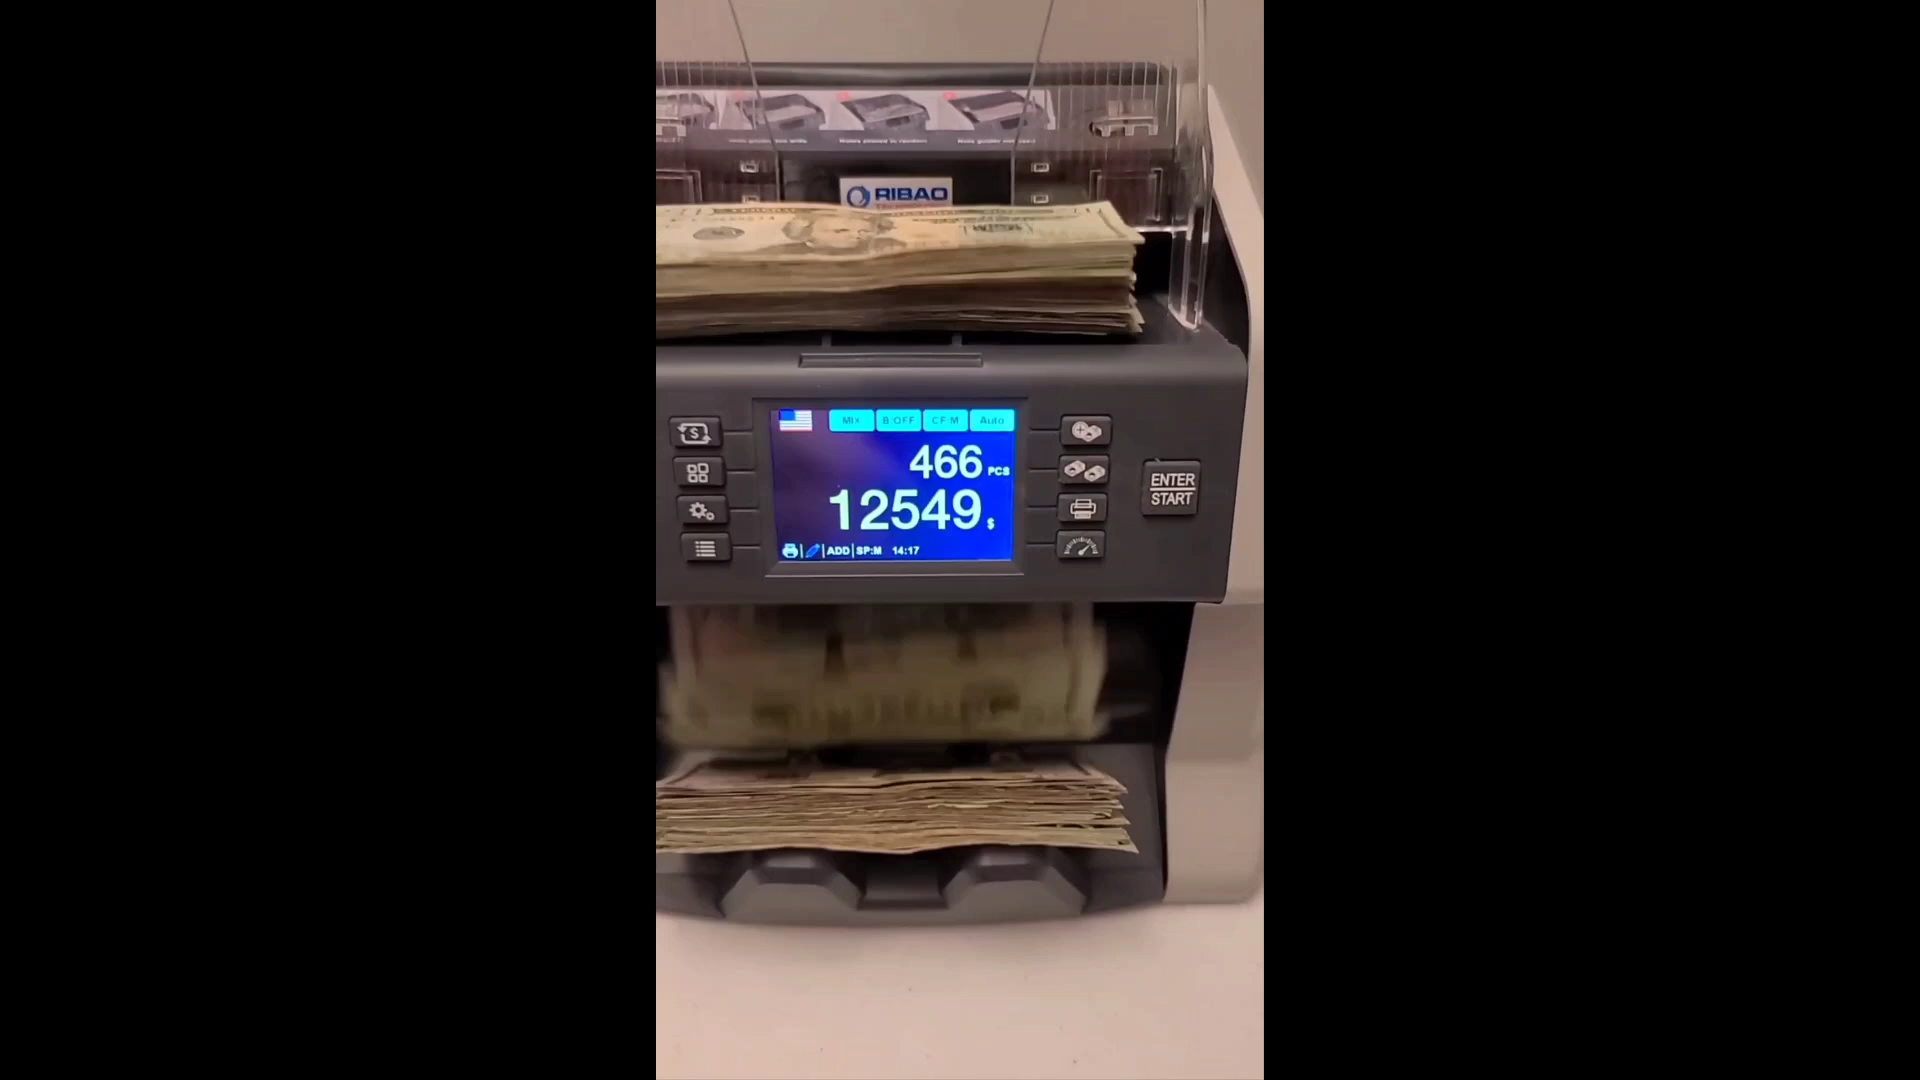 RIBAO
MIX B:OFF CF:M Auto
466 PCS
12549 $
ADD SP:M 14:17
ENTER
START